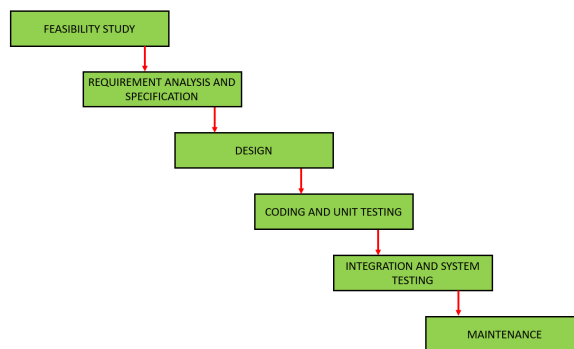 FEASIBILITY STUDY
REQUIREMENT ANALYSIS AND
SPECIFICATION
DESIGN
CODING AND UNIT TESTING
INTEGRATION AND SYSTEM
TESTING
MAINTENANCE